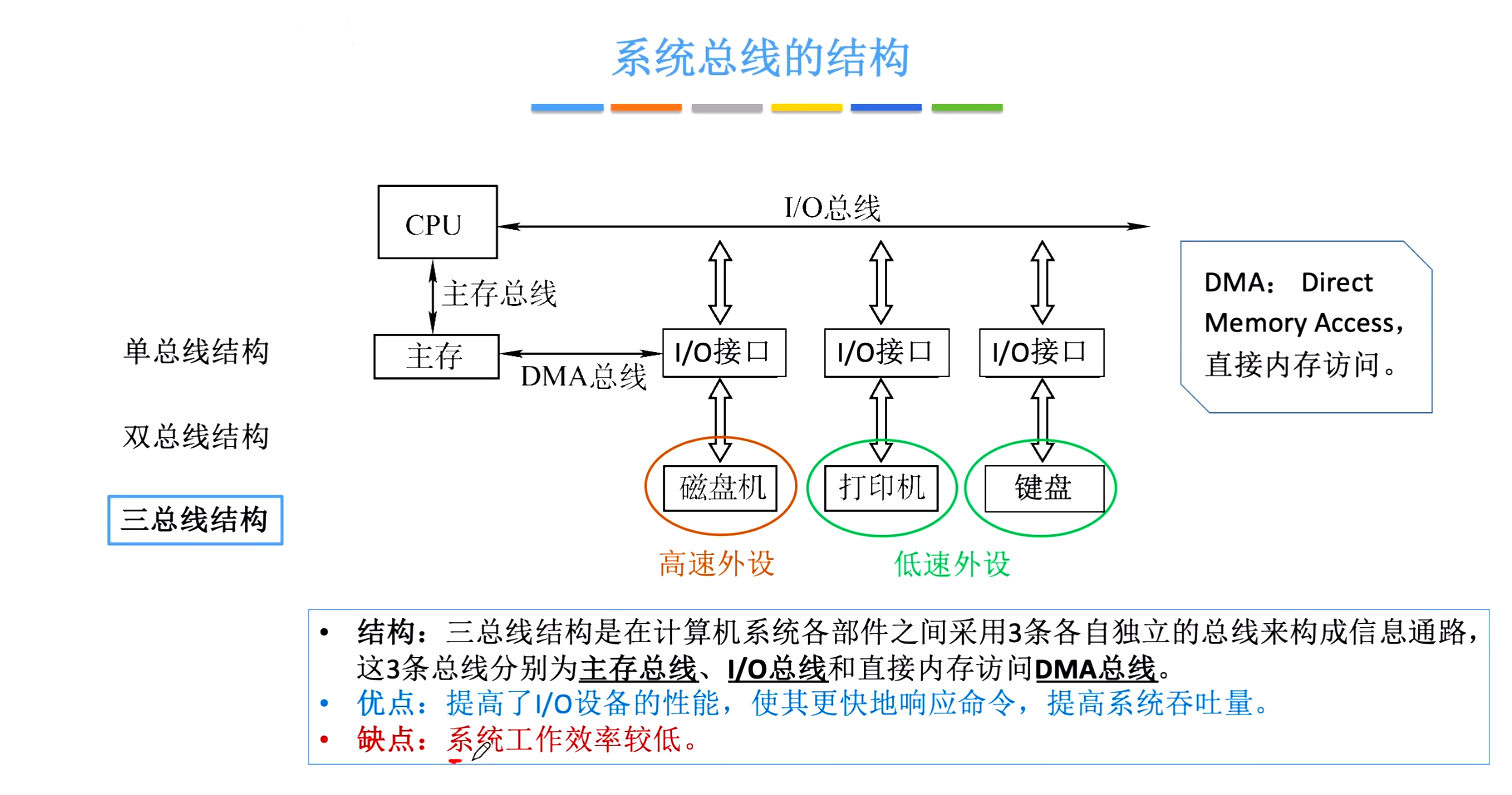 系统总线的结构
CPU
I/O总线
主存总线
主存
DMA总线
I/O接口
I/O接口
I/O接口
DMA： Direct
Memory Access，
直接内存访问。
单总线结构
双总线结构
三总线结构
磁盘机
打印机
键盘
高速外设
低速外设
• 结构：三总线结构是在计算机系统各部件之间采用3条各自独立的总线来构成信息通路，
这3条总线分别为主存总线、I/O总线和直接内存访问DMA总线。
• 优点：提高了I/O设备的性能，使其更快地响应命令，提高系统吞吐量。
• 缺点：系统工作效率较低。